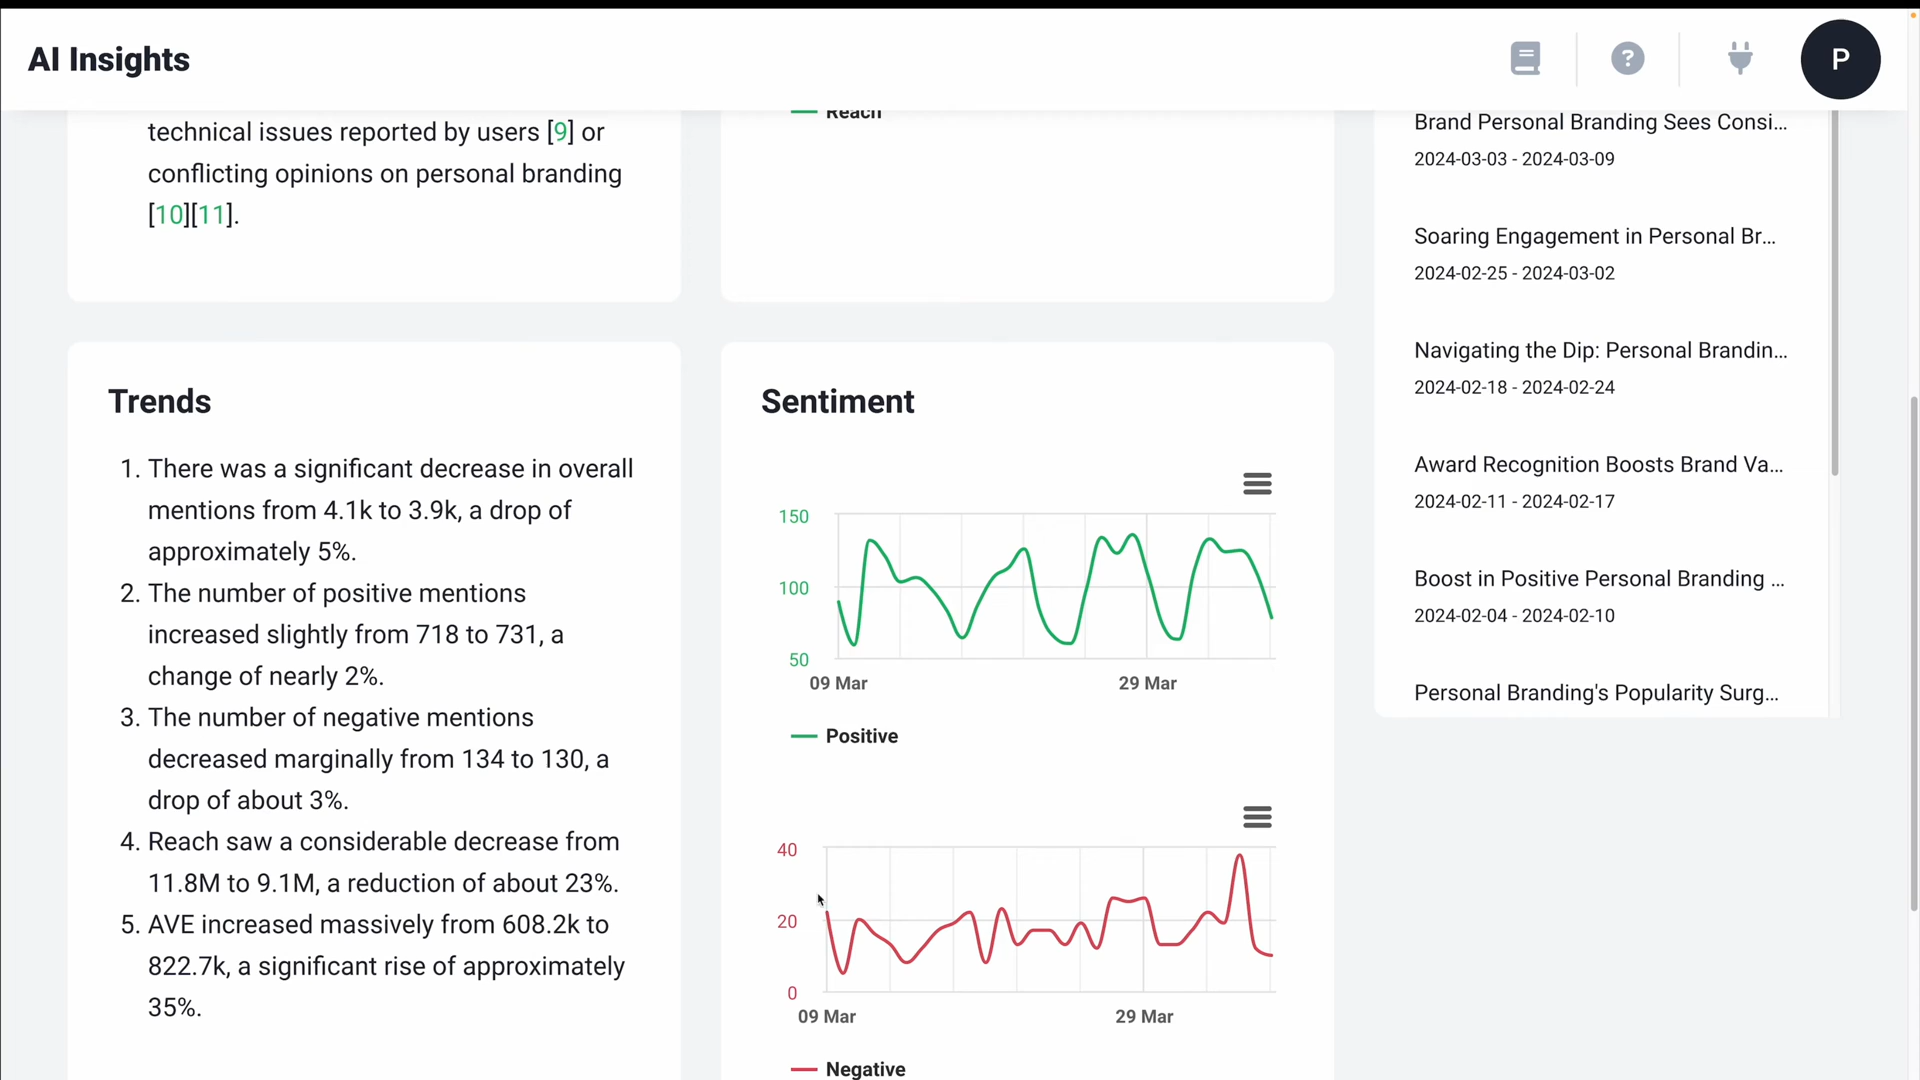 AI Insights
?
P
technical issues reported by users [9] or
conflicting opinions on personal branding
[10][11].
Reach
Brand Personal Branding Sees Consi...
2024-03-03 - 2024-03-09
Soaring Engagement in Personal Br...
2024-02-25 - 2024-03-02
Navigating the Dip: Personal Brandin...
2024-02-18 - 2024-02-24
Award Recognition Boosts Brand Va...
2024-02-11 - 2024-02-17
Boost in Positive Personal Branding ...
2024-02-04 - 2024-02-10
Personal Branding's Popularity Surg...
Trends
1. There was a significant decrease in overall
mentions from 4.1k to 3.9k, a drop of
approximately 5%.
2. The number of positive mentions
increased slightly from 718 to 731, a
change of nearly 2%.
3. The number of negative mentions
decreased marginally from 134 to 130, a
drop of about 3%.
4. Reach saw a considerable decrease from
11.8M to 9.1M, a reduction of about 23%.
5. AVE increased massively from 608.2k to
822.7k, a significant rise of approximately
35%.
Sentiment
150
100
50
09 Mar
29 Mar
Positive
40
20
0
09 Mar
29 Mar
Negative